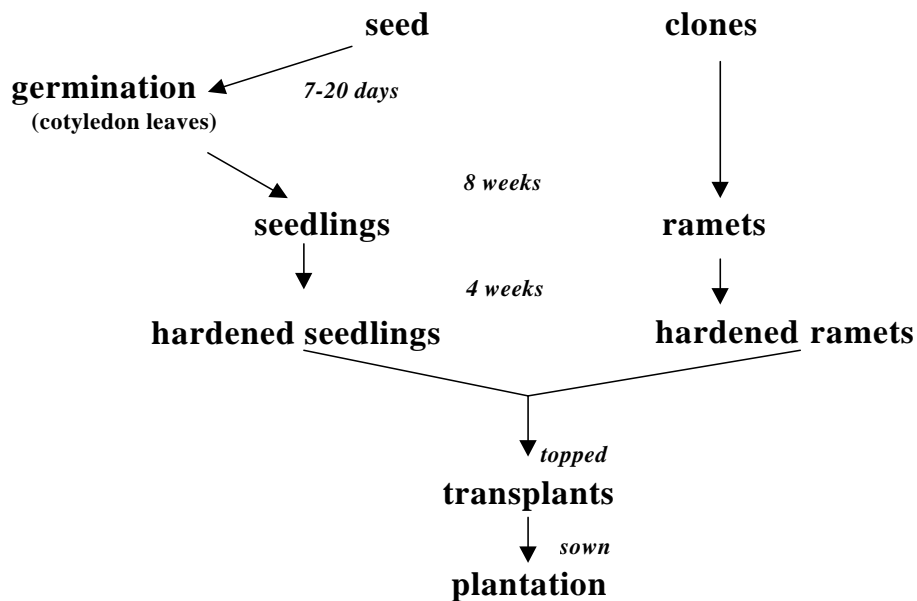 seed
clones
germination
7-20 days
(cotyledon leaves)
8 weeks
seedlings
ramets
4 weeks
hardened seedlings
hardened ramets
topped
transplants
sown
plantation